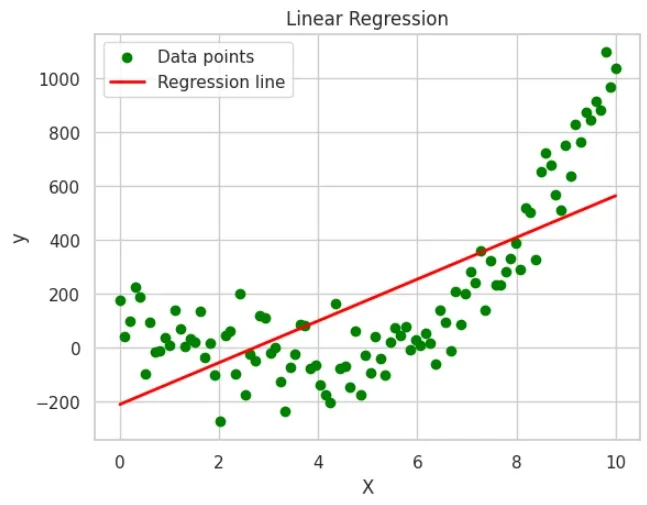 Linear Regression
Data points
Regression line
1000
800
600
400
200
0
−200
y
0 2 4 6 8 10
X